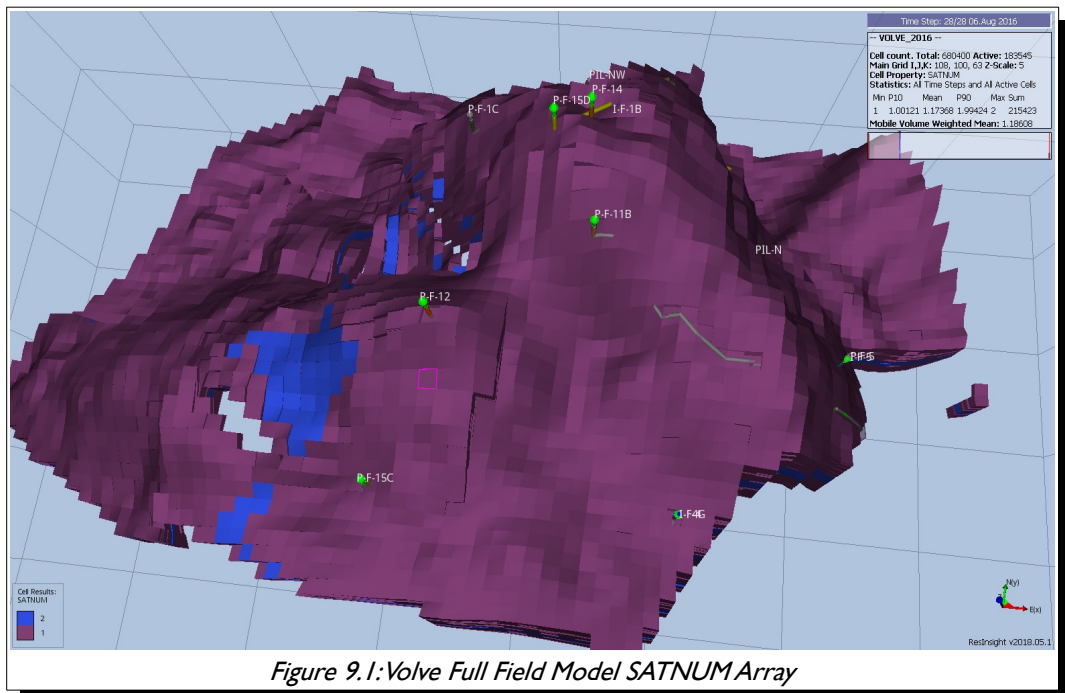 Time Step: 28/28 06.Aug 2016
-- VOLVE_2016 --
Cell count. Total: 680400 Active: 183545
Main Grid I,J,K: 108, 100, 63 Z-Scale: 5
Cell Property: SATNUM
Statistics: All Time Steps and All Active Cells
Min P10 Mean P90 Max Sum
1 1.00121 1.17368 1.99424 2 215423
Mobile Volume Weighted Mean: 1.18608
PIL-NW
P-F-14
P-F-15D
I-F-1B
P-F-1C
P-F-11B
PIL-N
P-F-12
P-F-15C
Cell Results:
SATNUM
2
1
N(y)
Z
E(x)
ResInsight v2018.05.1
Figure 9.1: Volve Full Field Model SATNUM Array